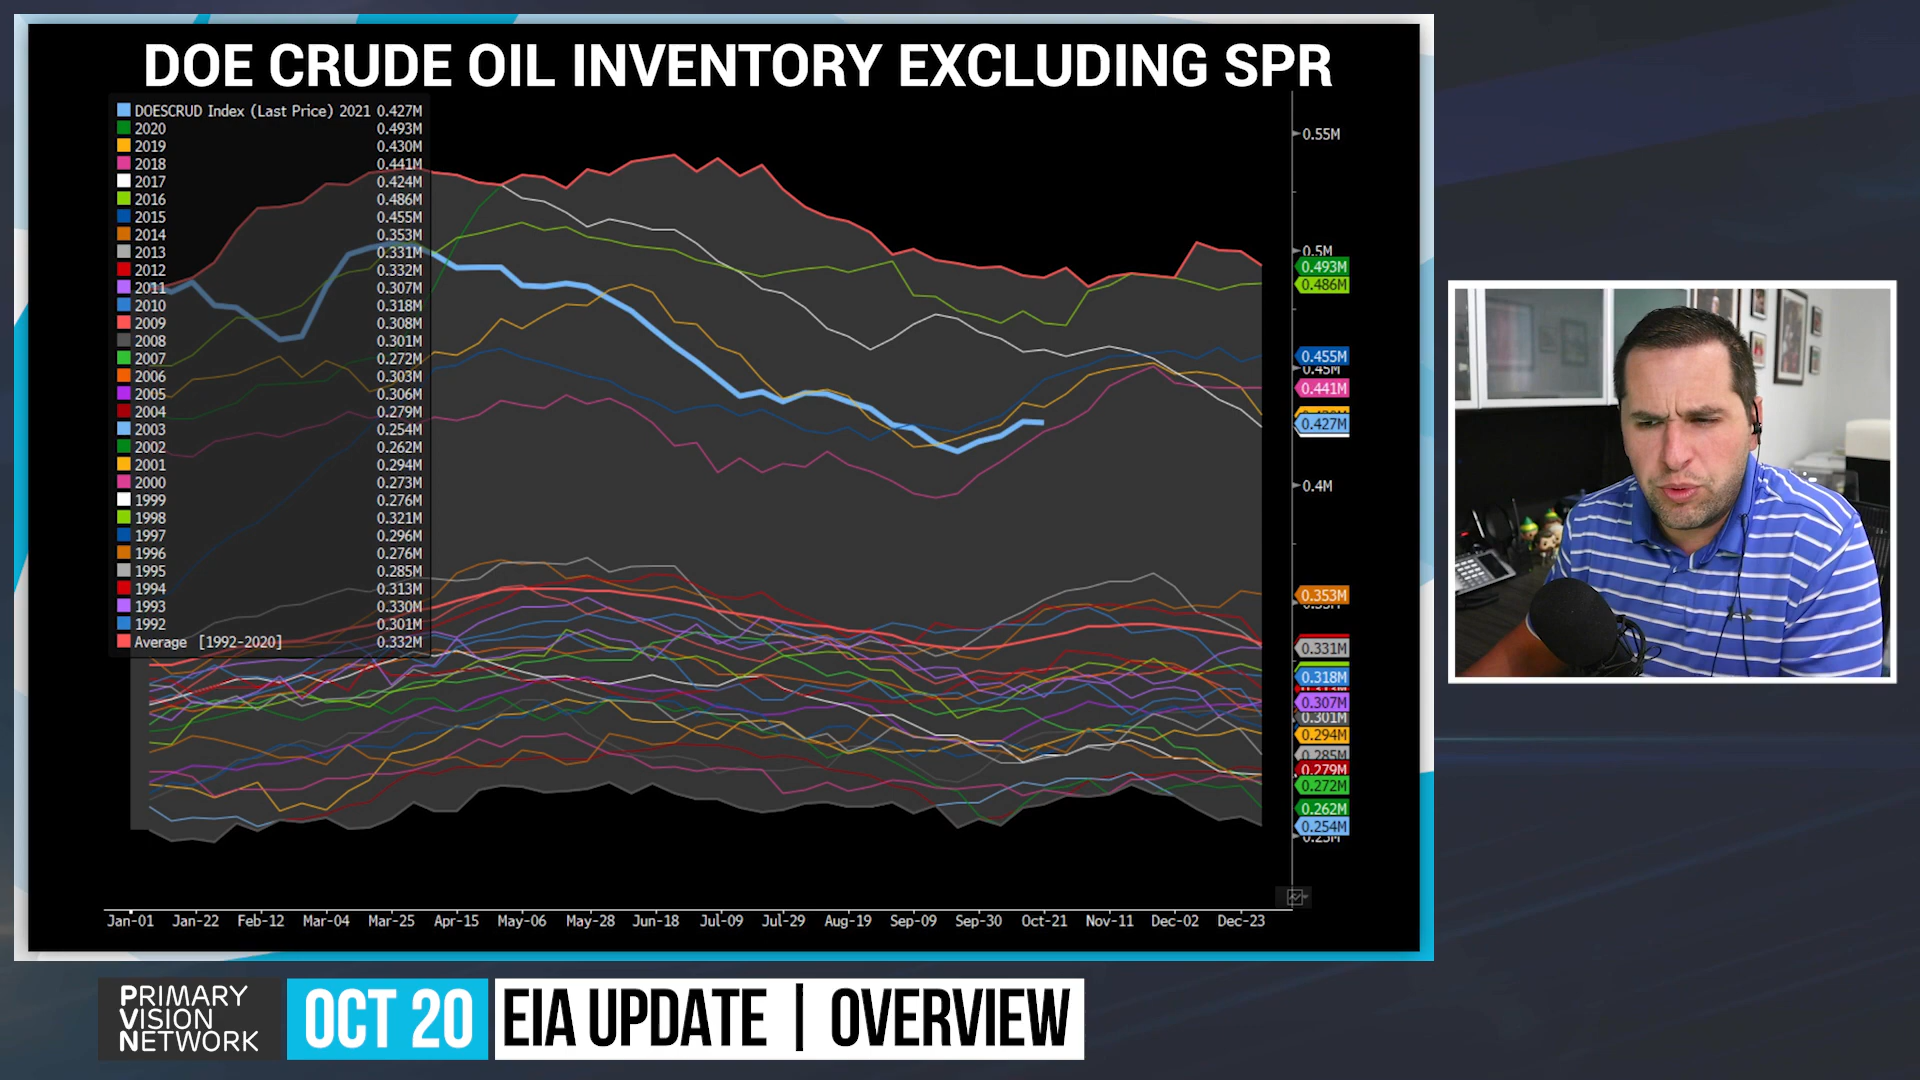 DOE CRUDE OIL INVENTORY EXCLUDING SPR
DOESCRUD Index (Last Price) 2021 0.427M
2020 0.493M
2019 0.430M
2018 0.441M
2017 0.424M
2016 0.486M
2015 0.455M
2014 0.353M
2013 0.331M
2012 0.332M
2011 0.307M
2010 0.318M
2009 0.308M
2008 0.301M
2007 0.272M
2006 0.303M
2005 0.306M
2004 0.279M
2003 0.254M
2002 0.262M
2001 0.294M
2000 0.273M
1999 0.276M
1998 0.321M
1997 0.296M
1996 0.276M
1995 0.285M
1994 0.313M
1993 0.330M
1992 0.301M
Average [1992-2020] 0.332M
0.55M
0.5M
0.493M
0.486M
0.455M
0.45M
0.441M
0.427M
0.4M
0.353M
0.331M
0.318M
0.307M
0.301M
0.294M
0.285M
0.279M
0.272M
0.262M
0.254M
Jan-01 Jan-22 Feb-12 Mar-04 Mar-25 Apr-15 May-06 May-28 Jun-18 Jul-09 Jul-29 Aug-19 Sep-09 Sep-30 Oct-21 Nov-11 Dec-02 Dec-23
PRIMARY
VISION
NETWORK
OCT 20
EIA UPDATE | OVERVIEW